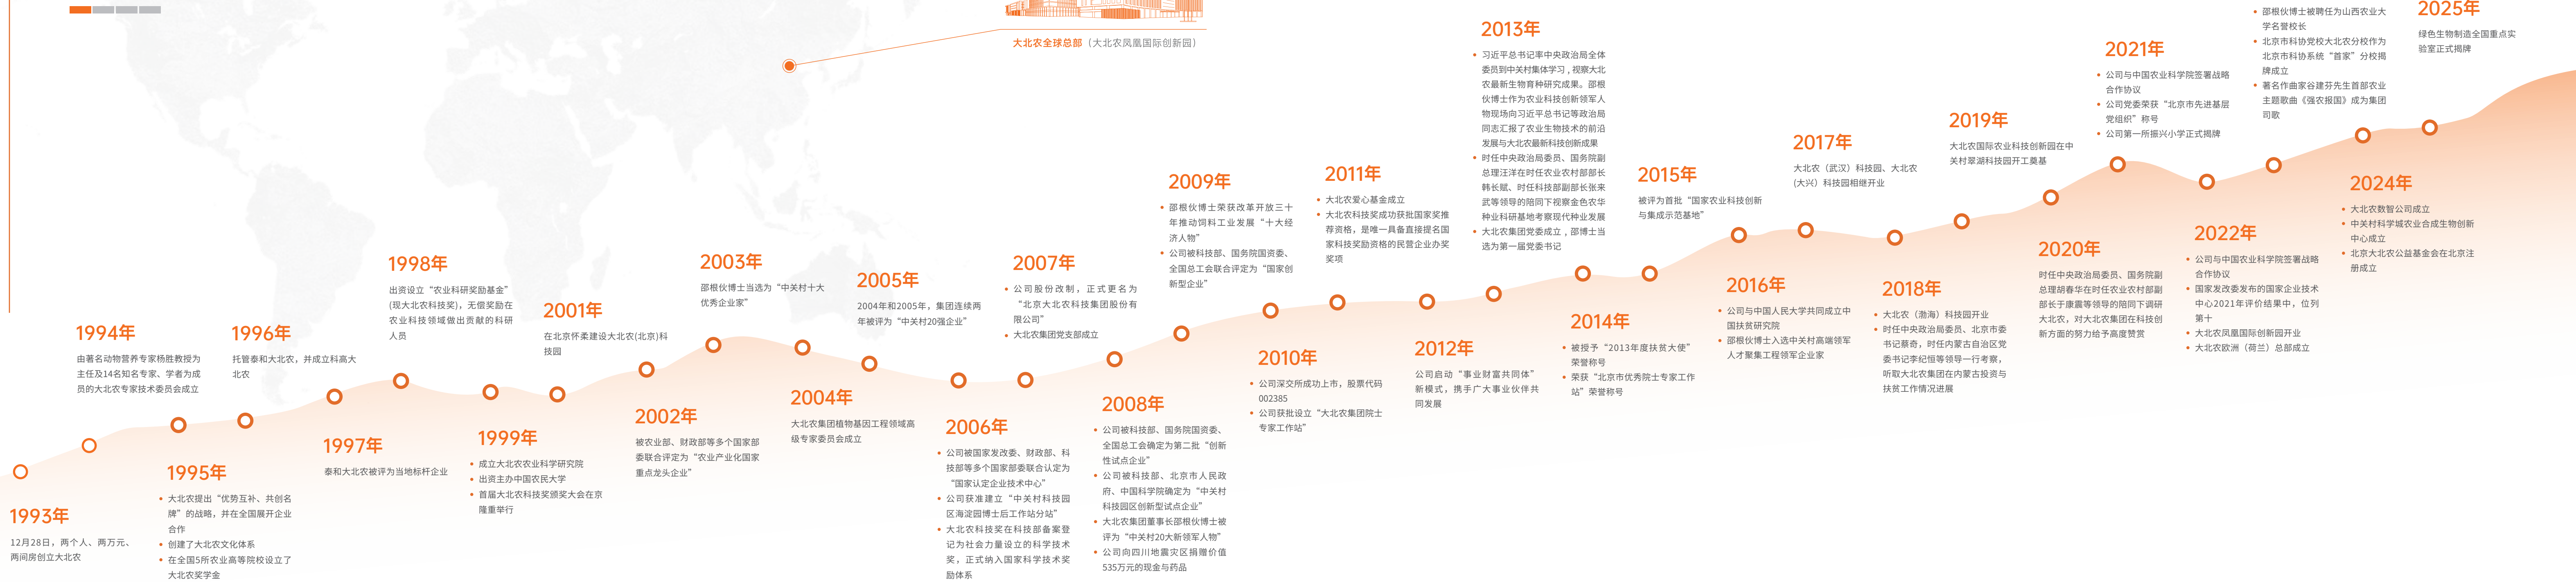 大北农全球总部（大北农凤凰国际创新园）
1993年
12月28日，两个人、两万元、
两间房创立大北农
1994年
由著名动物营养专家杨胜教授为
主任及14名知名专家、学者为成
员的大北农专家技术委员会成立
1995年
大北农提出“优势互补、共创名
牌”的战略，并在全国展开企业
合作
创建了大北农文化体系
在全国5所农业高等院校设立了
大北农奖学金
1996年
托管泰和大北农，并成立科高大
北农
1997年
泰和大北农被评为当地标杆企业
1998年
出资设立“农业科研奖励基金”
(现大北农科技奖)，无偿奖励在
农业科技领域做出贡献的科研
人员
1999年
成立大北农农业科学研究院
出资主办中国农民大学
首届大北农科技奖颁奖大会在京
隆重举行
2001年
在北京怀柔建设大北农(北京)科
技园
2002年
被农业部、财政部等多个国家部
委联合评定为“农业产业化国家
重点龙头企业”
2003年
邵根伙博士当选为“中关村十大
优秀企业家”
2004年
大北农集团植物基因工程领域高
级专家委员会成立
2005年
2004年和2005年，集团连续两
年被评为“中关村20强企业”
2006年
公司被国家发改委、财政部、科
技部等多个国家部委联合认定为
“国家认定企业技术中心”
公司获准建立“中关村科技园
区海淀园博士后工作站分站”
大北农科技奖在科技部备案登
记为社会力量设立的科学技术
奖，正式纳入国家科学技术奖
励体系
2007年
公司股份改制，正式更名为
“北京大北农科技集团股份有
限公司”
大北农集团党支部成立
2008年
公司被科技部、国务院国资委、
全国总工会确定为第二批“创新
性试点企业”
公司被科技部、北京市人民政
府、中国科学院确定为“中关村
科技园区创新型试点企业”
大北农集团董事长邵根伙博士被
评为“中关村20大新领军人物”
公司向四川地震灾区捐赠价值
535万元的现金与药品
2009年
邵根伙博士荣获改革开放三十
年推动饲料工业发展“十大经
济人物”
公司被科技部、国务院国资委、
全国总工会联合评定为“国家创
新型企业”
2010年
公司深交所成功上市，股票代码
002385
公司获批设立“大北农集团院士
专家工作站”
2011年
大北农爱心基金成立
大北农科技奖成功获批国家奖推
荐资格，是唯一具备直接提名国
家科技奖励资格的民营企业办奖
奖项
2012年
公司启动“事业财富共同体”
新模式，携手广大事业伙伴共
同发展
2013年
习近平总书记率中央政治局全体
委员到中关村集体学习，视察大北
农最新生物育种研究成果。邵根
伙博士作为农业科技创新领军人
物现场向习近平总书记等政治局
同志汇报了农业生物技术的前沿
发展与大北农最新科技创新成果
时任中央政治局委员、国务院副
总理汪洋在时任农业农村部部长
韩长赋、时任科技部副部长张来
武等领导的陪同下视察金色农华
种业科研基地考察现代种业发展
大北农集团党委成立，邵博士当
选为第一届党委书记
2014年
被授予“2013年度扶贫大使”
荣誉称号
荣获“北京市优秀院士专家工作
站”荣誉称号
2015年
被评为首批“国家农业科技创新
与集成示范基地”
2016年
公司与中国人民大学共同成立中
国扶贫研究院
邵根伙博士入选中关村高端领军
人才聚集工程领军企业家
2017年
大北农（武汉）科技园、大北农
(大兴）科技园相继开业
2018年
大北农（渤海）科技园开业
时任中央政治局委员、北京市委
书记蔡奇，时任内蒙古自治区党
委书记李纪恒等领导一行考察，
听取大北农集团在内蒙古投资与
扶贫工作情况进展
2019年
大北农国际农业科技创新园在中
关村翠湖科技园开工奠基
2020年
时任中央政治局委员、国务院副
总理胡春华在时任农业农村部副
部长于康震等领导的陪同下调研
大北农，对大北农集团在科技创
新方面的努力给予高度赞赏
2021年
公司与中国农业科学院签署战略
合作协议
公司党委荣获“北京市先进基层
党组织”称号
公司第一所振兴小学正式揭牌
2022年
公司与中国农业科学院签署战略
合作协议
国家发改委发布的国家企业技术
中心2021年评价结果中，位列
第十
大北农凤凰国际创新园开业
大北农欧洲（荷兰）总部成立
邵根伙博士被聘任为山西农业大
学名誉校长
北京市科协党校大北农分校作为
北京市科协系统“首家”分校揭
牌成立
著名作曲家谷建芬先生首部农业
主题歌曲《强农报国》成为集团
司歌
2024年
大北农数智公司成立
中关村科学城农业合成生物创新
中心成立
北京大北农公益基金会在北京注
册成立
2025年
绿色生物制造全国重点实
验室正式揭牌